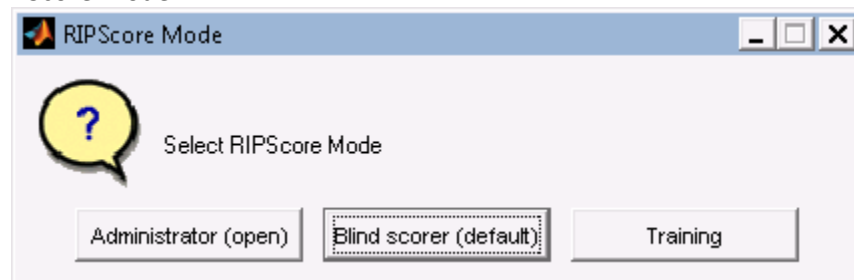 RIPScore Mode
?
Select RIPScore Mode
Administrator (open)
Blind scorer (default)
Training